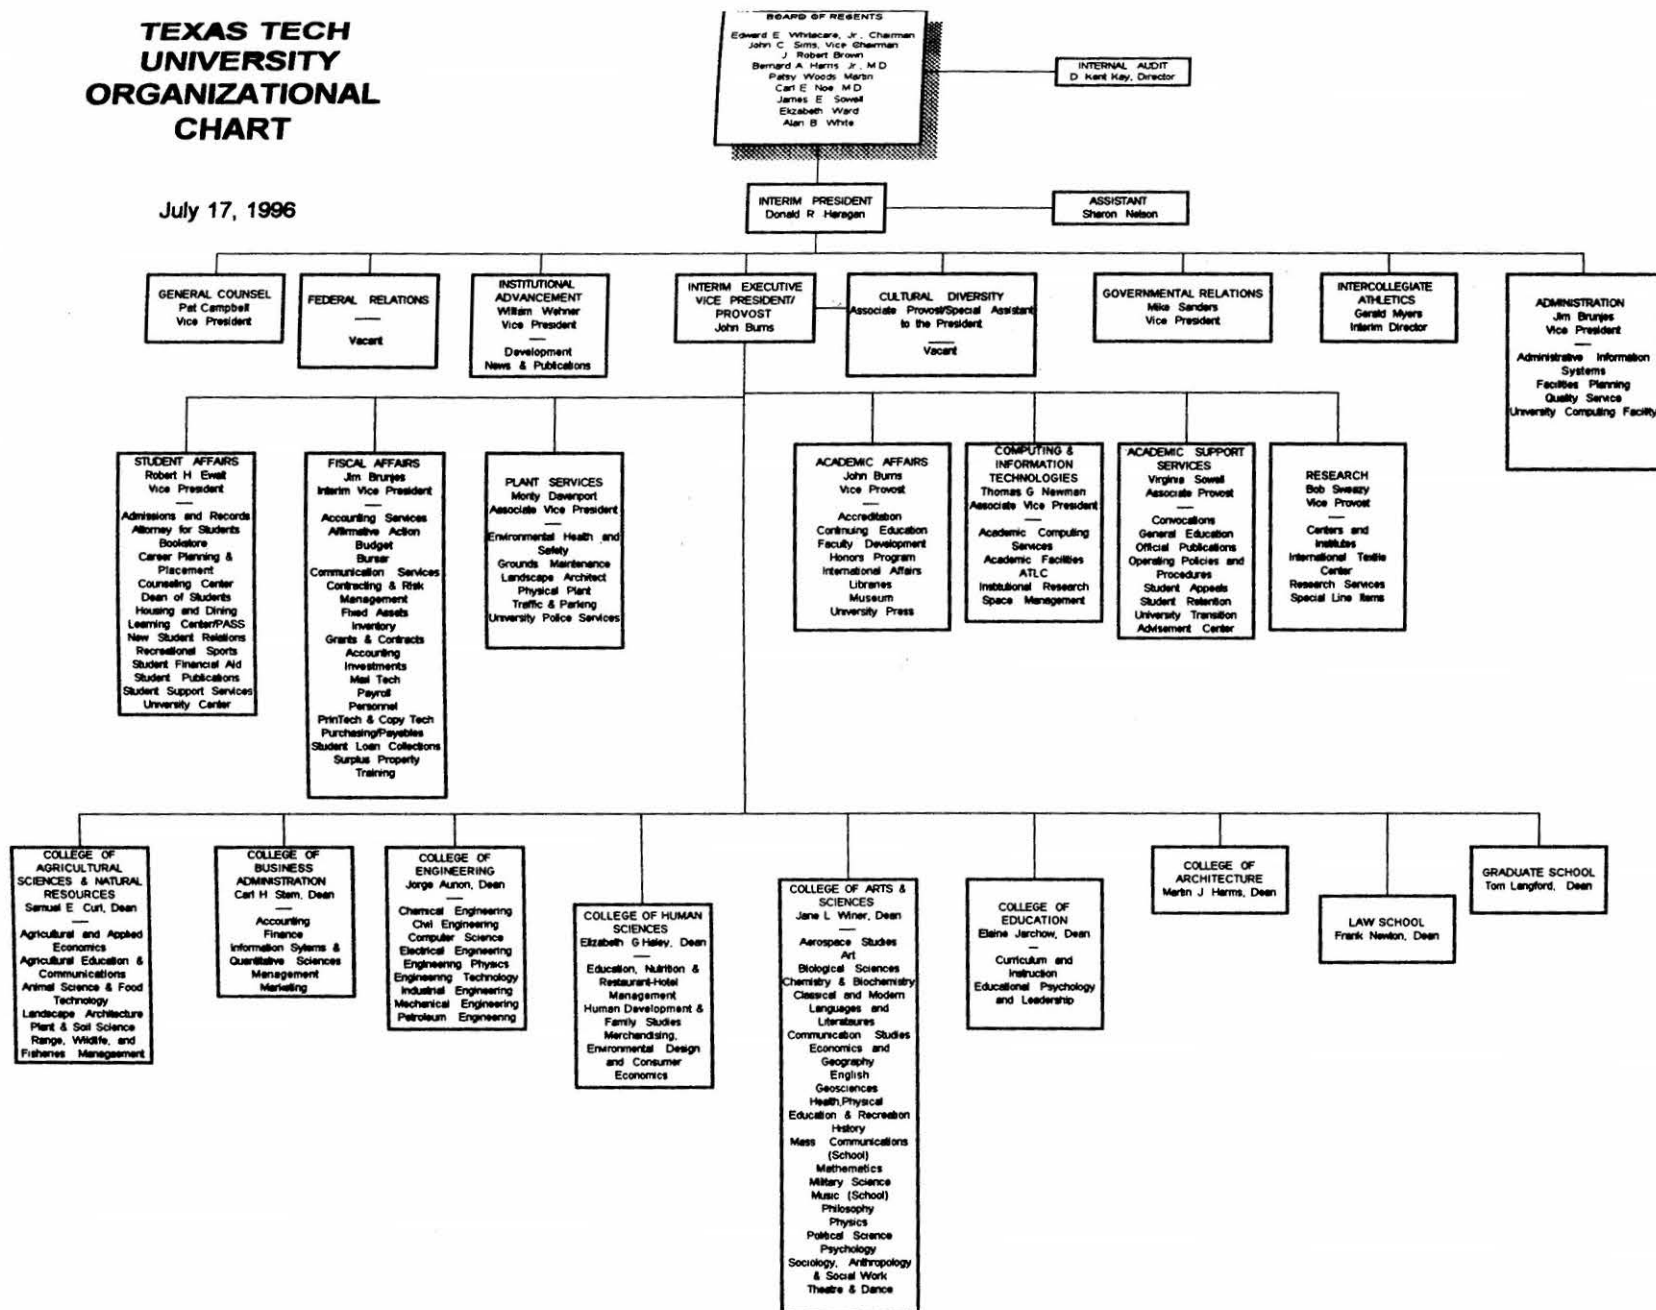 TEXAS TECH
UNIVERSITY
ORGANIZATIONAL
CHART
July 17, 1996
BOARD OF REGENTS
Edward E. Whitacare, Jr., Chairman
John C. Sims, Vice Chairman
J. Robert Brown
Bernard A. Harris Jr., M.D
Patsy Woods Martin
Carl E. Noe M.D
James E. Sowell
Elizabeth Ward
Alan B. White
INTERNAL AUDIT
D. Kent Kay, Director
INTERIM PRESIDENT
Donald R. Haragan
ASSISTANT
Sharon Nelson
GENERAL COUNSEL
Pat Campbell
Vice President
FEDERAL RELATIONS
Vacant
INSTITUTIONAL
ADVANCEMENT
William Wehner
Vice President
Development
News & Publications
INTERIM EXECUTIVE
VICE PRESIDENT/
PROVOST
John Burns
CULTURAL DIVERSITY
Associate Provost/Special Assistant
to the President
Vacant
GOVERNMENTAL RELATIONS
Mike Sanders
Vice President
INTERCOLLEGIATE
ATHLETICS
Gerald Myers
Interim Director
ADMINISTRATION
Jim Brunjes
Vice President
Administrative Information
Systems
Facilities Planning
Quality Service
University Computing Facility
STUDENT AFFAIRS
Robert H Ewalt
Vice President
Admissions and Records
Attorney for Students
Bookstore
Career Planning &
Placement
Counseling Center
Dean of Students
Housing and Dining
Learning Center/PASS
New Student Relations
Recreational Sports
Student Financial Aid
Student Publications
Student Support Services
University Center
FISCAL AFFAIRS
Jim Brunjes
Interim Vice President
Accounting Services
Affirmative Action
Budget
Bursar
Communication Services
Contracting & Risk
Management
Fixed Assets
Inventory
Grants & Contracts
Accounting
Investments
Mail Tech
Payroll
Personnel
PrinTech & Copy Tech
Purchasing/Payables
Student Loan Collections
Surplus Property
Training
PLANT SERVICES
Monty Davenport
Associate Vice President
Environmental Health and
Safety
Grounds Maintenance
Landscape Architect
Physical Plant
Traffic & Parking
University Police Services
ACADEMIC AFFAIRS
John Burns
Vice Provost
Accreditation
Continuing Education
Faculty Development
Honors Program
International Affairs
Libraries
Museum
University Press
COMPUTING &
INFORMATION
TECHNOLOGIES
Thomas G Newman
Associate Vice President
Academic Computing
Services
Academic Facilities
ATLC
Institutional Research
Space Management
ACADEMIC SUPPORT
SERVICES
Virginia Sowell
Associate Provost
Convocations
General Education
Official Publications
Operating Policies and
Procedures
Student Appeals
Student Retention
University Transition
Advisement Center
RESEARCH
Bob Sweazy
Vice Provost
Centers and
Institutes
International Textile
Center
Research Services
Special Line Items
COLLEGE OF
AGRICULTURAL
SCIENCES & NATURAL
RESOURCES
Samuel E. Curl, Dean
Agricultural and Applied
Economics
Agricultural Education &
Communications
Animal Science & Food
Technology
Landscape Architecture
Plant & Soil Science
Range, Wildlife, and
Fisheries Management
COLLEGE OF
BUSINESS
ADMINISTRATION
Carl H. Stem, Dean
Accounting
Finance
Information Sytems &
Quantitative Sciences
Management
Marketing
COLLEGE OF
ENGINEERING
Jorge Aunon, Dean
Chemical Engineering
Civil Engineering
Computer Science
Electrical Engineering
Engineering Physics
Engineering Technology
Industrial Engineering
Mechanical Engineering
Petroleum Engineering
COLLEGE OF HUMAN
SCIENCES
Elizabeth G Haley, Dean
Education, Nutrition &
Restaurant-Hotel
Management
Human Development &
Family Studies
Merchandising,
Environmental Design
and Consumer
Economics
COLLEGE OF ARTS &
SCIENCES
Jane L Winer, Dean
Aerospace Studies
Art
Biological Sciences
Chemistry & Biochemistry
Classical and Modern
Languages and
Literataures
Communication Studies
Economics and
Geography
English
Geosciences
Health,Physical
Education & Recreation
History
Mass Communications
(School)
Mathematics
Military Science
Music (School)
Philosophy
Physics
Political Science
Psychology
Sociology, Anthropology
& Social Work
Theatre & Dance
COLLEGE OF
EDUCATION
Elaine Jarchow, Dean
Curriculum and
Instruction
Educational Psychology
and Leadership
COLLEGE OF
ARCHITECTURE
Martin J Harms, Dean
LAW SCHOOL
Frank Newton, Dean
GRADUATE SCHOOL
Tom Langford, Dean